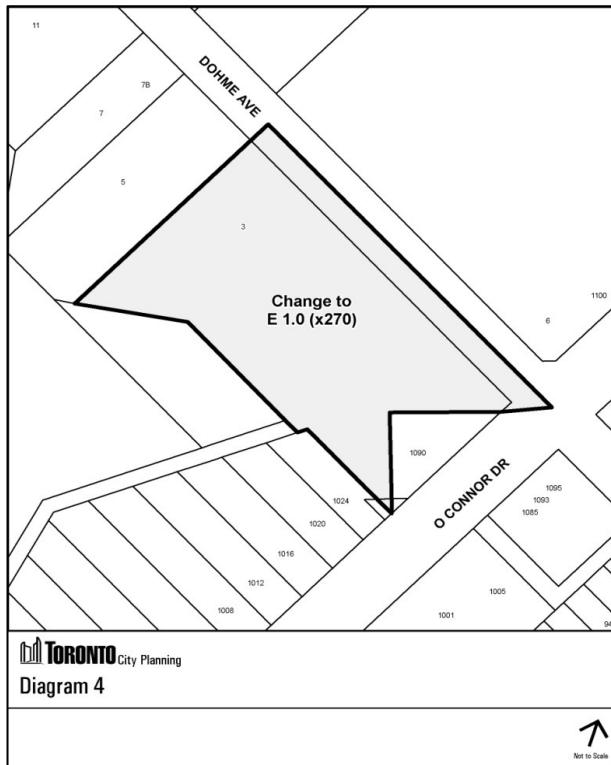 11
7B
DOHME AVE
7
5
3
Change to
E 1.0 (x270)
1100
6
1090
O CONNOR DR
1024
1020
1016
1012
1008
1095
1093
1085
1005
1001
TORONTO City Planning
Diagram 4
Not to Scale